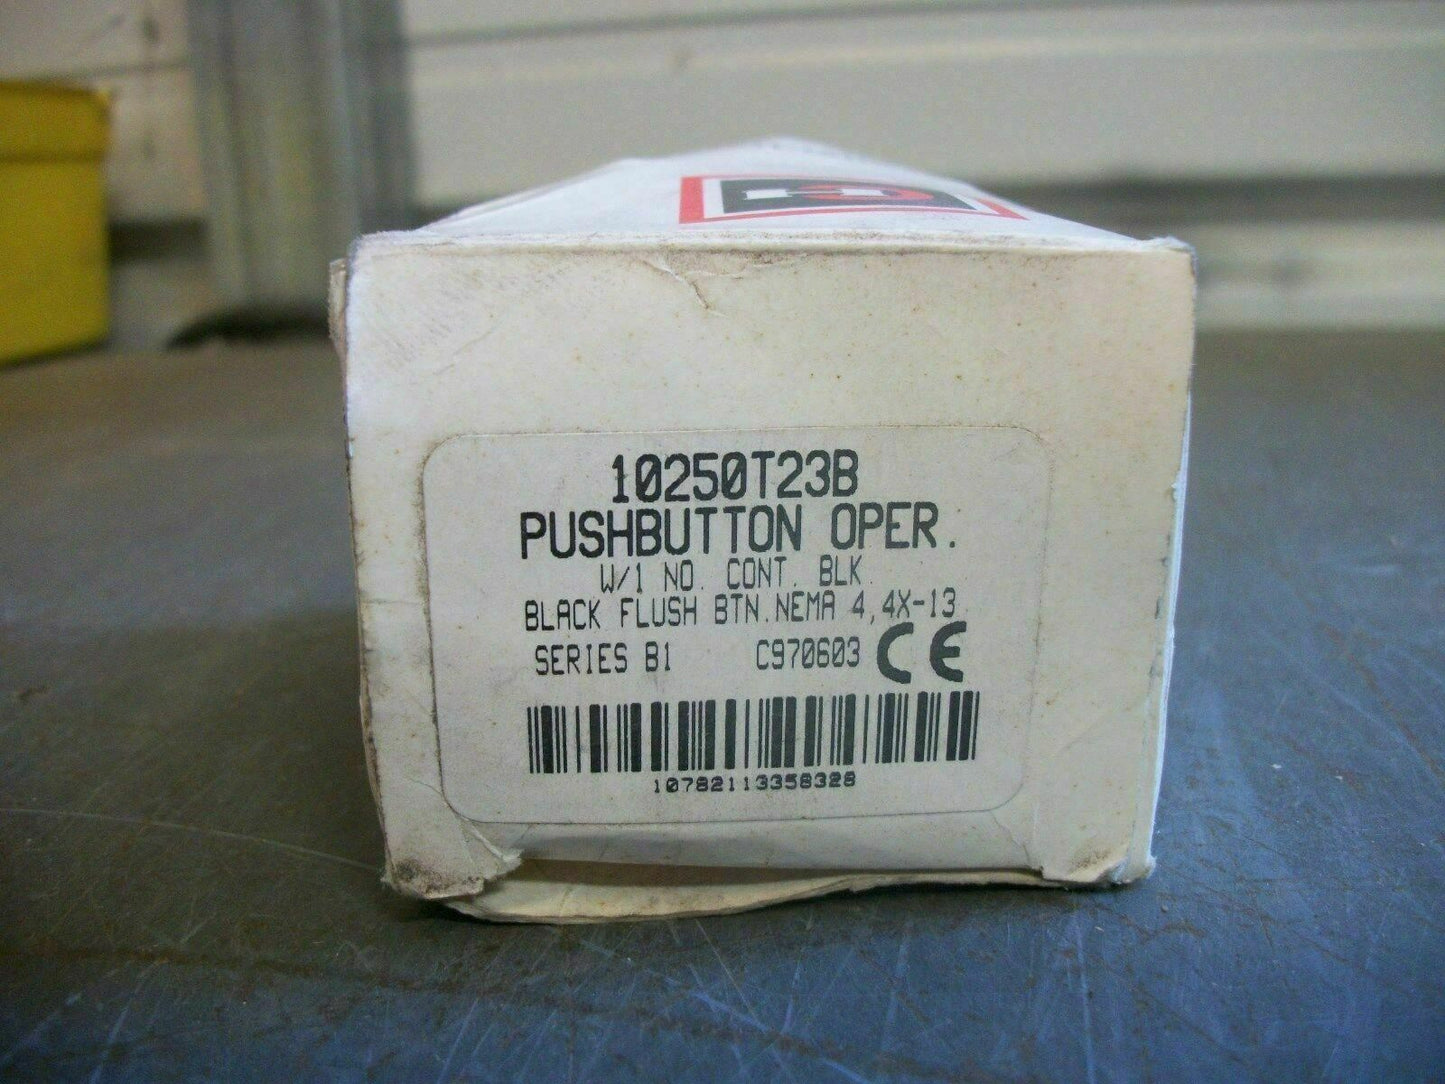 10250T23B
PUSHBUTTON OPER.
W/1 NO. CONT. BLK.
BLACK FLUSH BTN. NEMA 4,4X-13
SERIES B1 C970603 CE
10782113358328